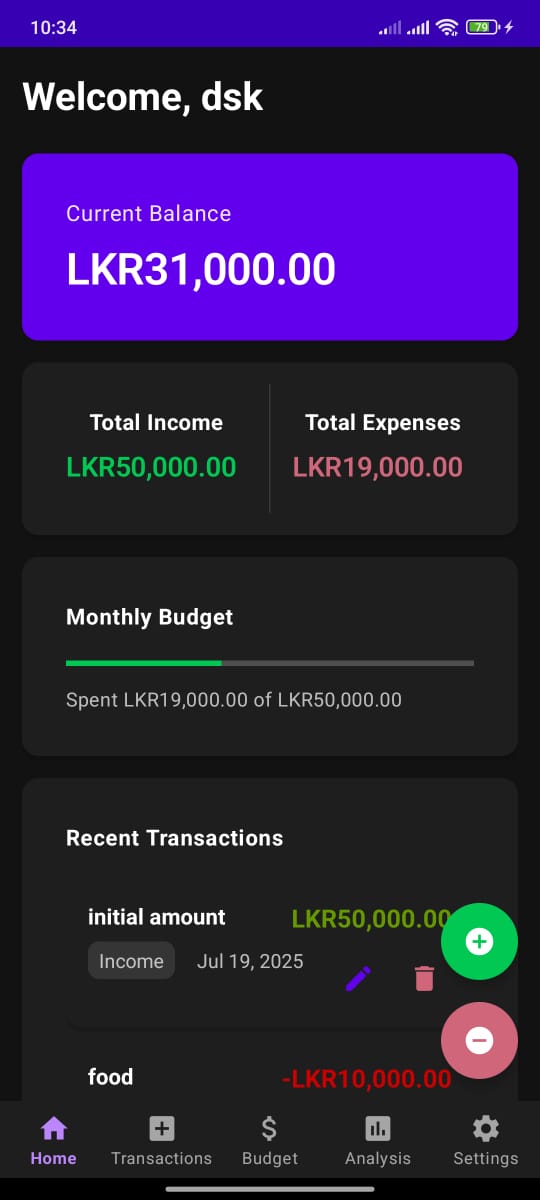 10:34
79
Welcome, dsk
Current Balance
LKR31,000.00
Total Income Total Expenses
LKR50,000.00 LKR19,000.00
Monthly Budget
Spent LKR19,000.00 of LKR50,000.00
Recent Transactions
initial amount LKR50,000.00
Income Jul 19, 2025
food -LKR10,000.00
Home Transactions Budget Analysis Settings